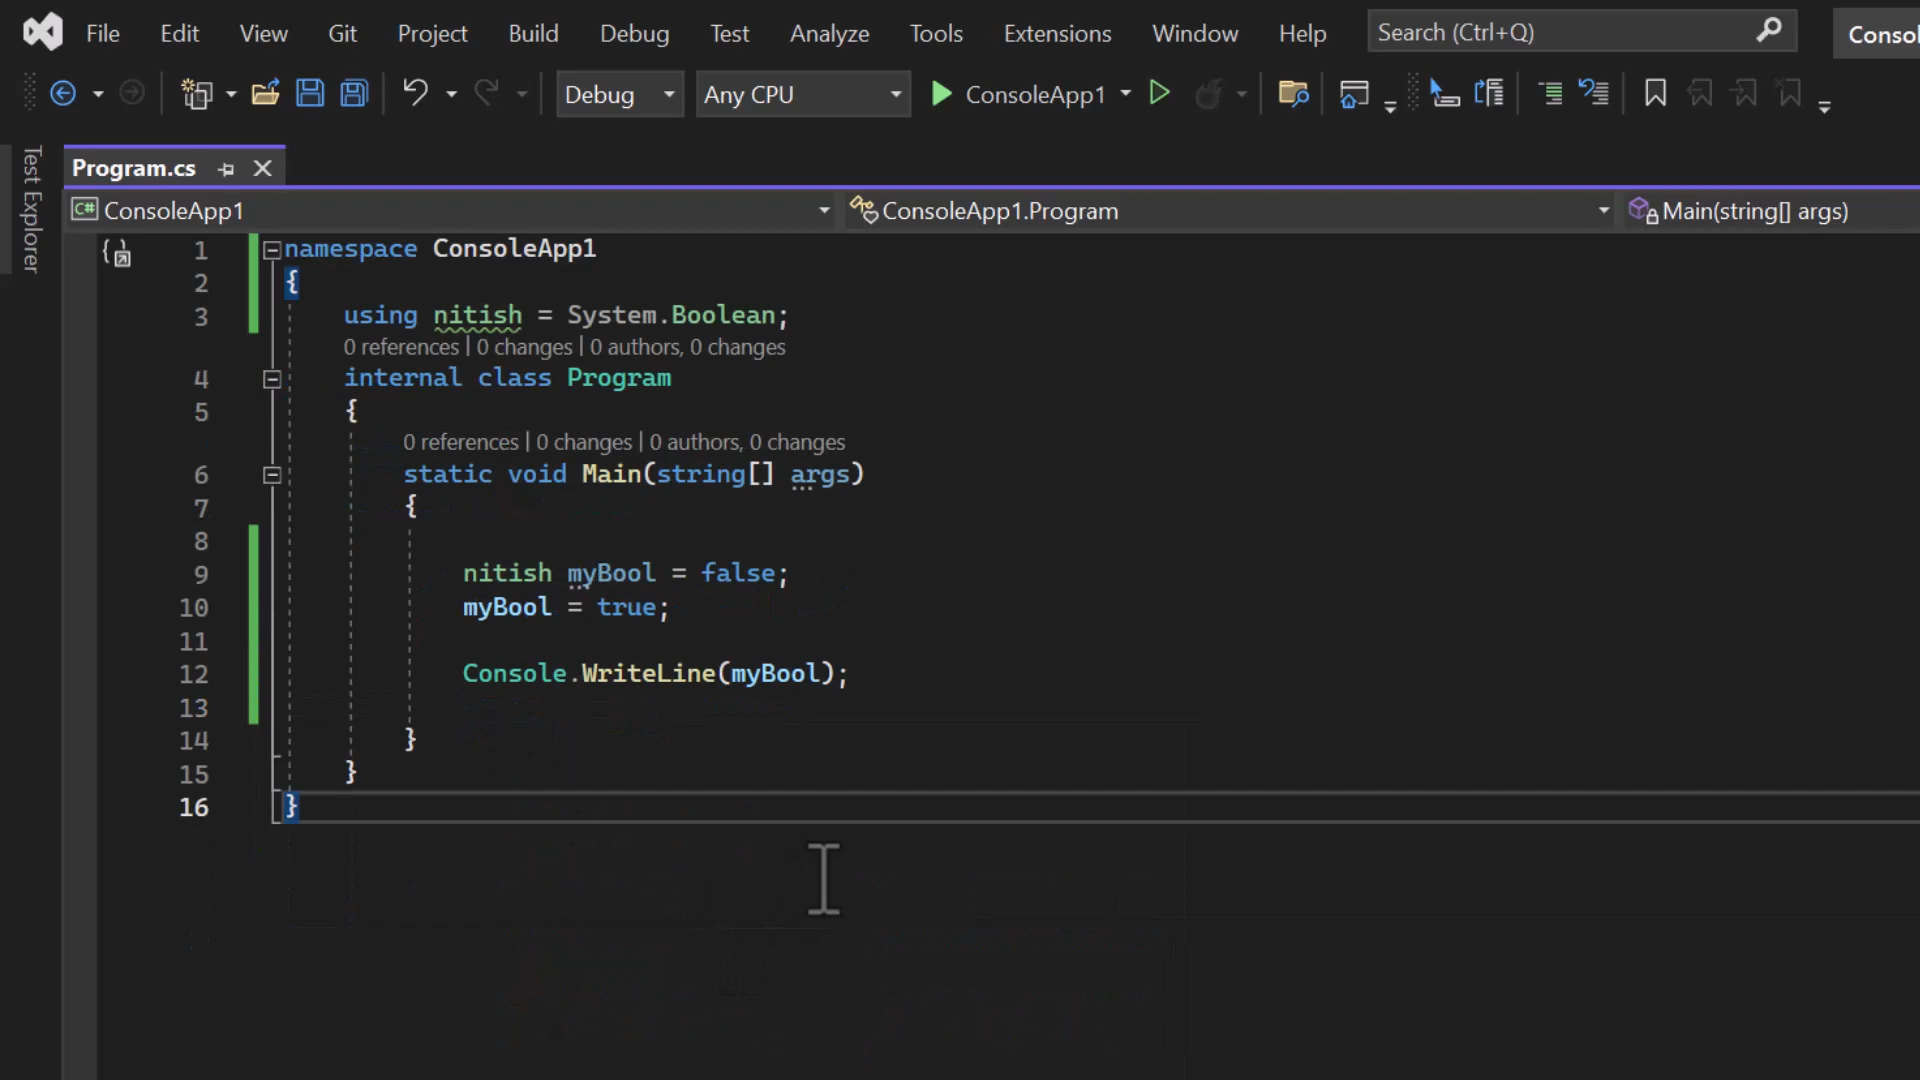 File Edit View Git Project Build Debug Test Analyze Tools Extensions Window Help Search (Ctrl+Q) Conso
Debug Any CPU ConsoleApp1
Test Explorer
Program.cs
C# ConsoleApp1 ConsoleApp1.Program Main(string[] args)
1 namespace ConsoleApp1
2 {
3 using nitish = System.Boolean;
0 references | 0 changes | 0 authors, 0 changes
4 internal class Program
5 {
0 references | 0 changes | 0 authors, 0 changes
6 static void Main(string[] args)
7 {
8
9 nitish myBool = false;
10 myBool = true;
11
12 Console.WriteLine(myBool);
13
14 }
15 }
16 }